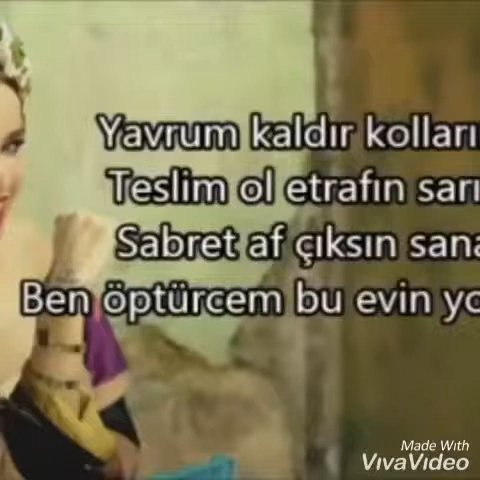 Yavrum kaldır kolları
Teslim ol etrafın sarı
Sabret af çıksın sana
Ben öptürcem bu evin yo
Made With
VivaVideo